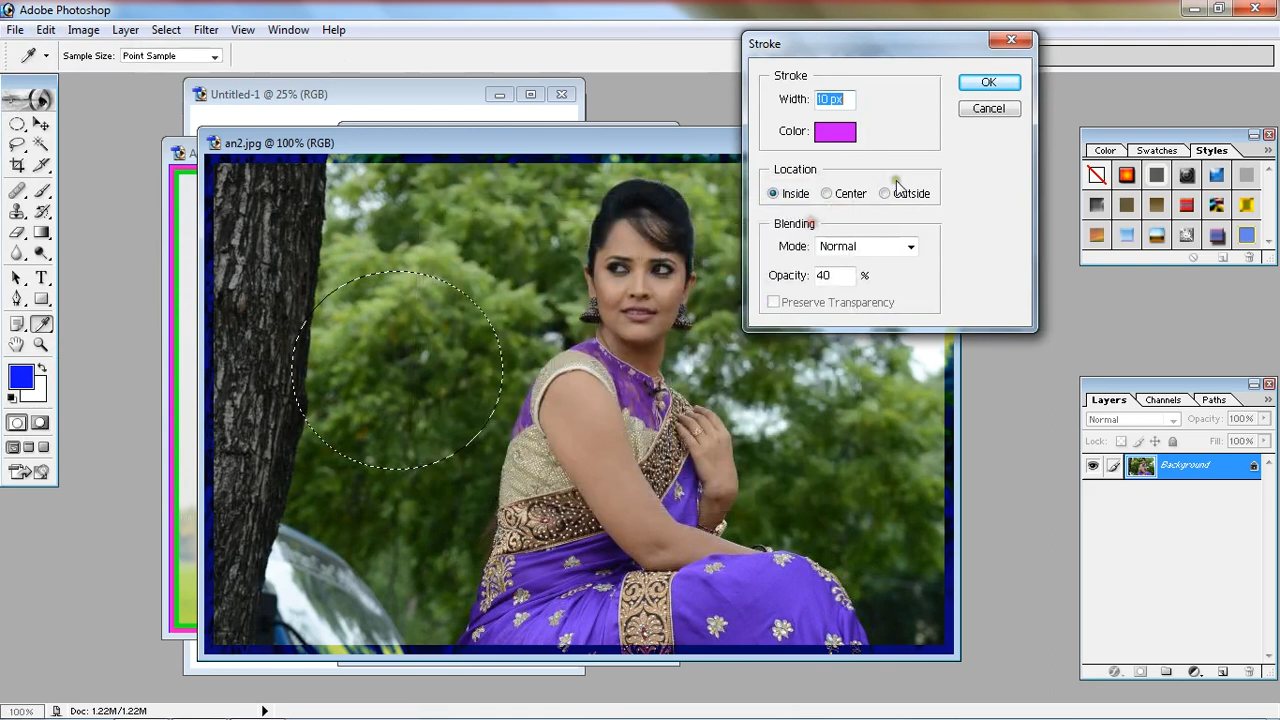 Adobe Photoshop
File Edit Image Layer Select Filter View Window Help
Sample Size: Point Sample
Untitled-1 @ 25% (RGB)
an2.jpg @ 100% (RGB)
A
Stroke
Stroke
Width: 10 px
Color:
OK
Cancel
Location
Inside Center Outside
Blending
Mode: Normal
Opacity: 40 %
Preserve Transparency
Color Swatches Styles
Layers Channels Paths
Normal Opacity: 100%
Lock: Fill: 100%
Background
100% Doc: 1.22M/1.22M